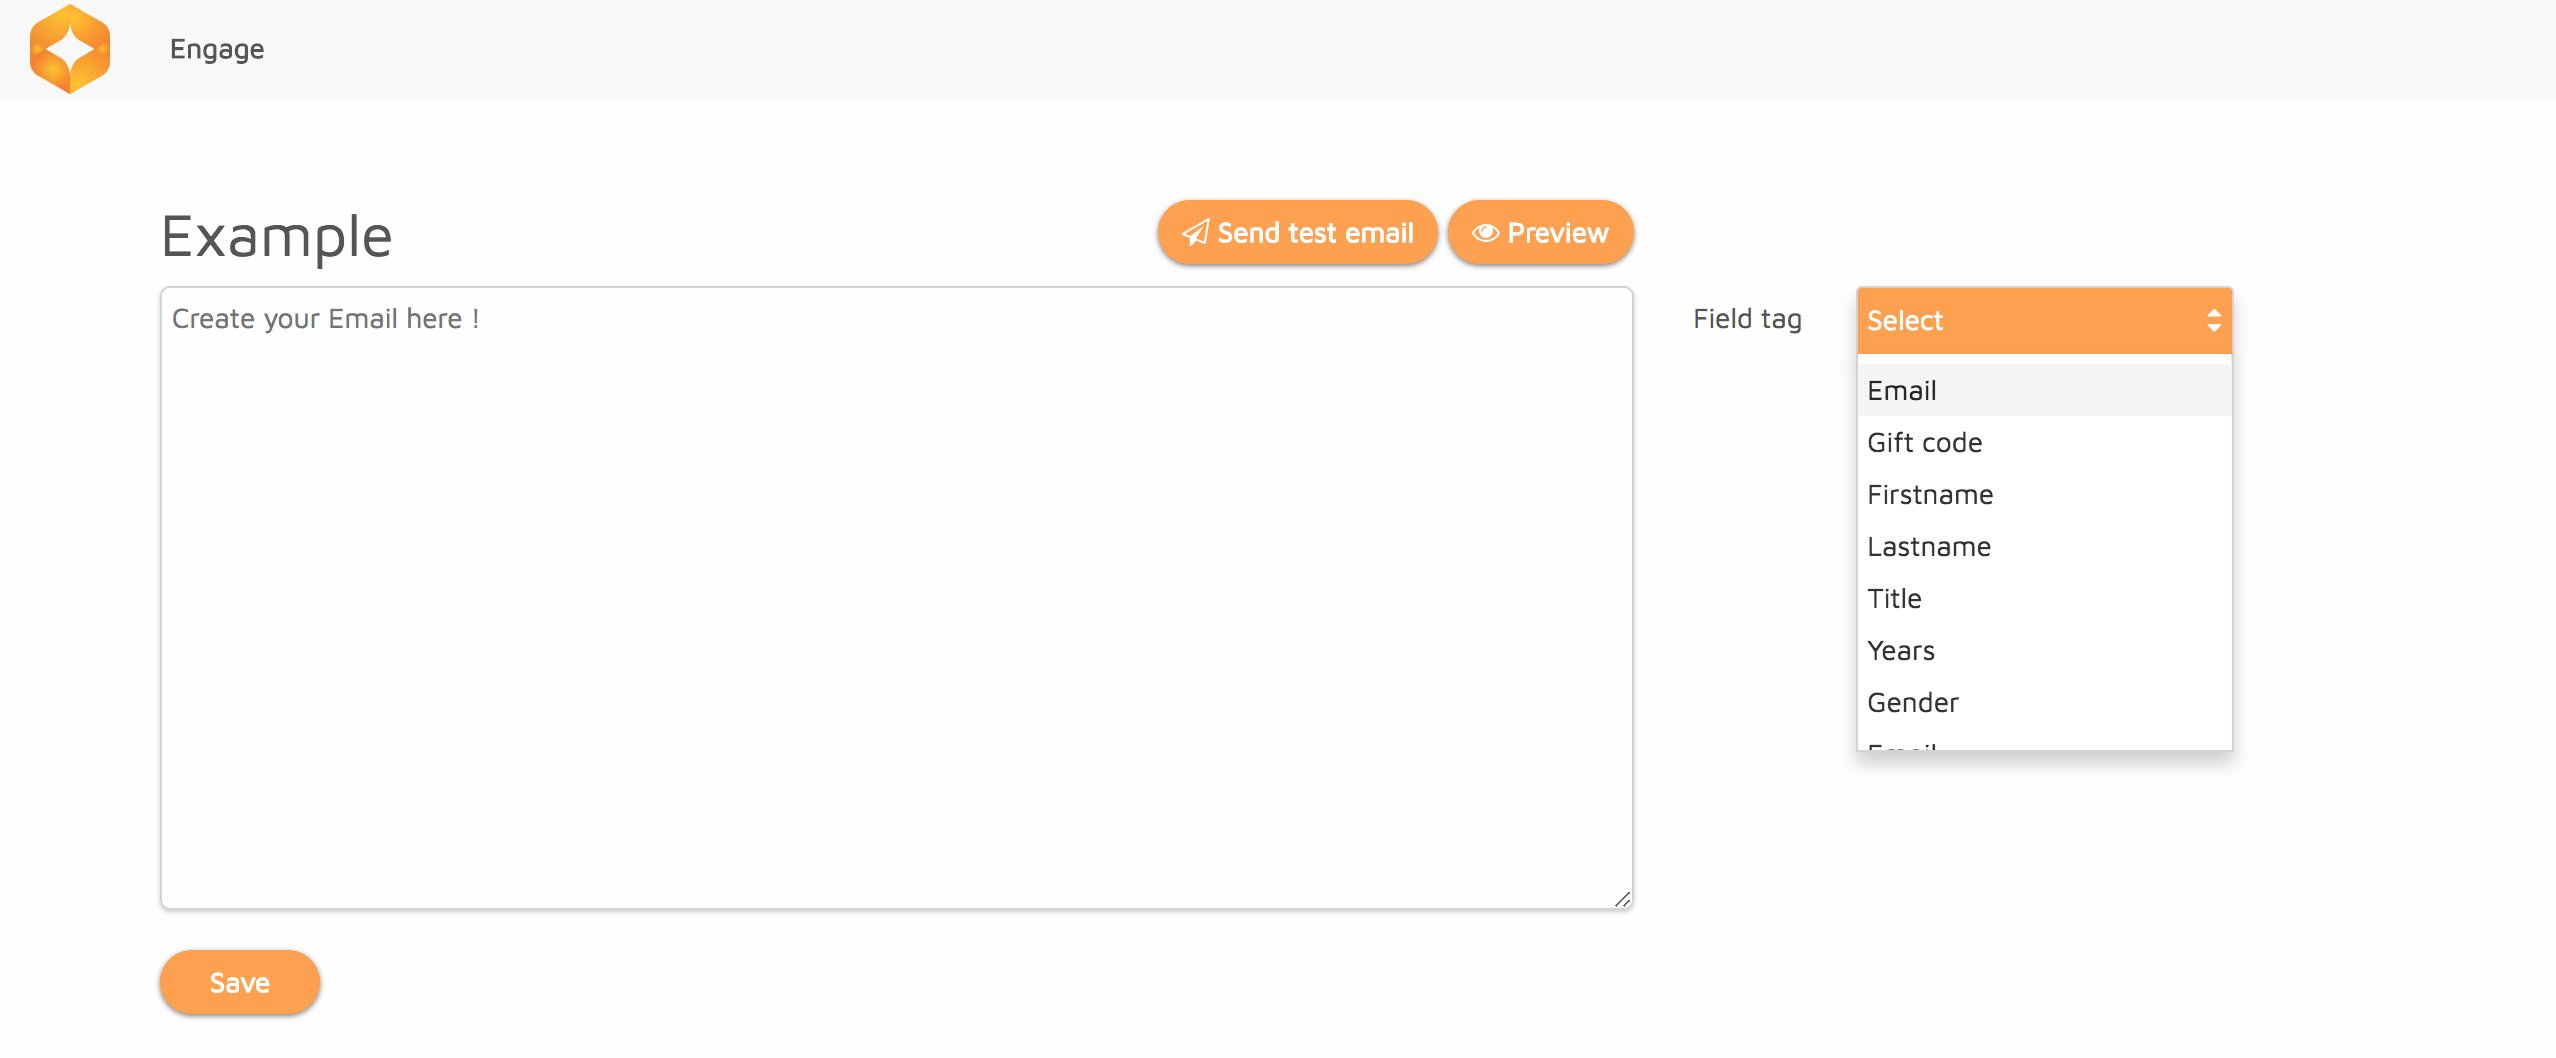 Engage
Example
Send test email
Preview
Create your Email here !
Field tag
Select
Email
Gift code
Firstname
Lastname
Title
Years
Gender
Email
Save